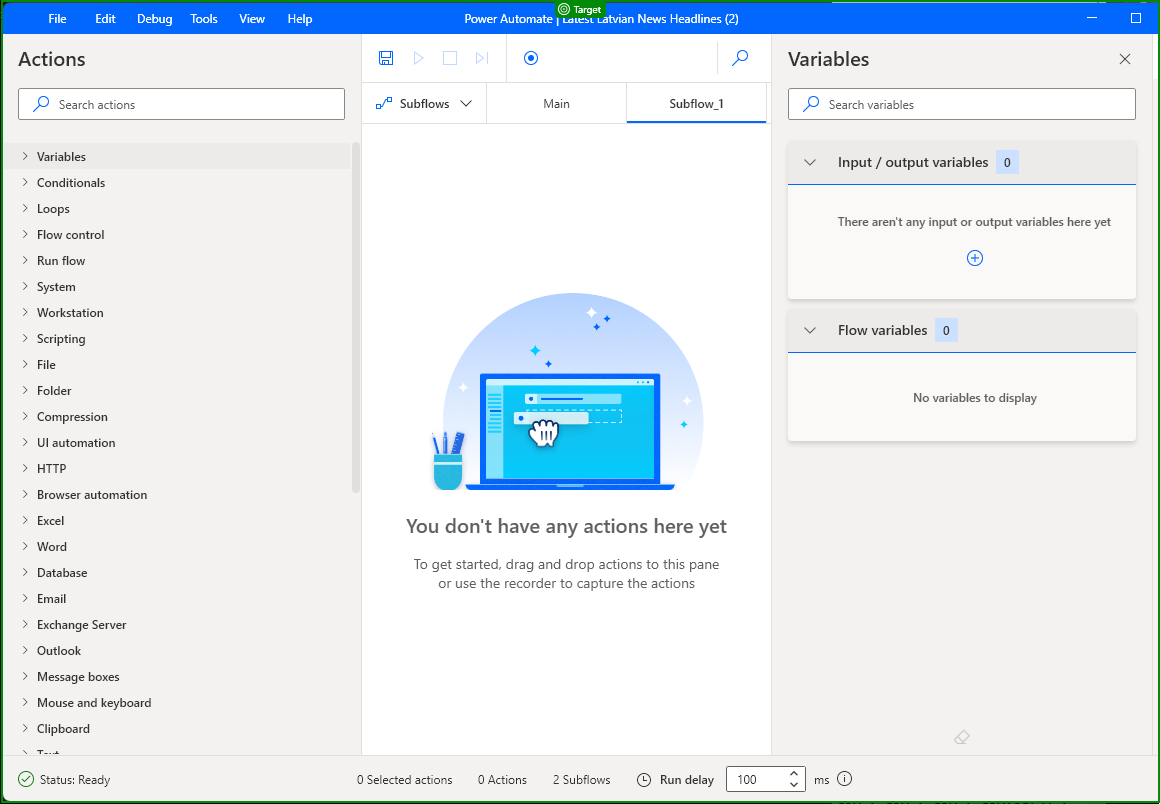 Target
File Edit Debug Tools View Help
Power Automate | Latest Latvian News Headlines (2)
Actions
Search actions
Variables
Conditionals
Loops
Flow control
Run flow
System
Workstation
Scripting
File
Folder
Compression
UI automation
HTTP
Browser automation
Excel
Word
Database
Email
Exchange Server
Outlook
Message boxes
Mouse and keyboard
Clipboard
Text
Subflows
Main
Subflow_1
You don't have any actions here yet
To get started, drag and drop actions to this pane
or use the recorder to capture the actions
Variables
Search variables
Input / output variables 0
There aren't any input or output variables here yet
Flow variables 0
No variables to display
Status: Ready
0 Selected actions
0 Actions
2 Subflows
Run delay
100
ms